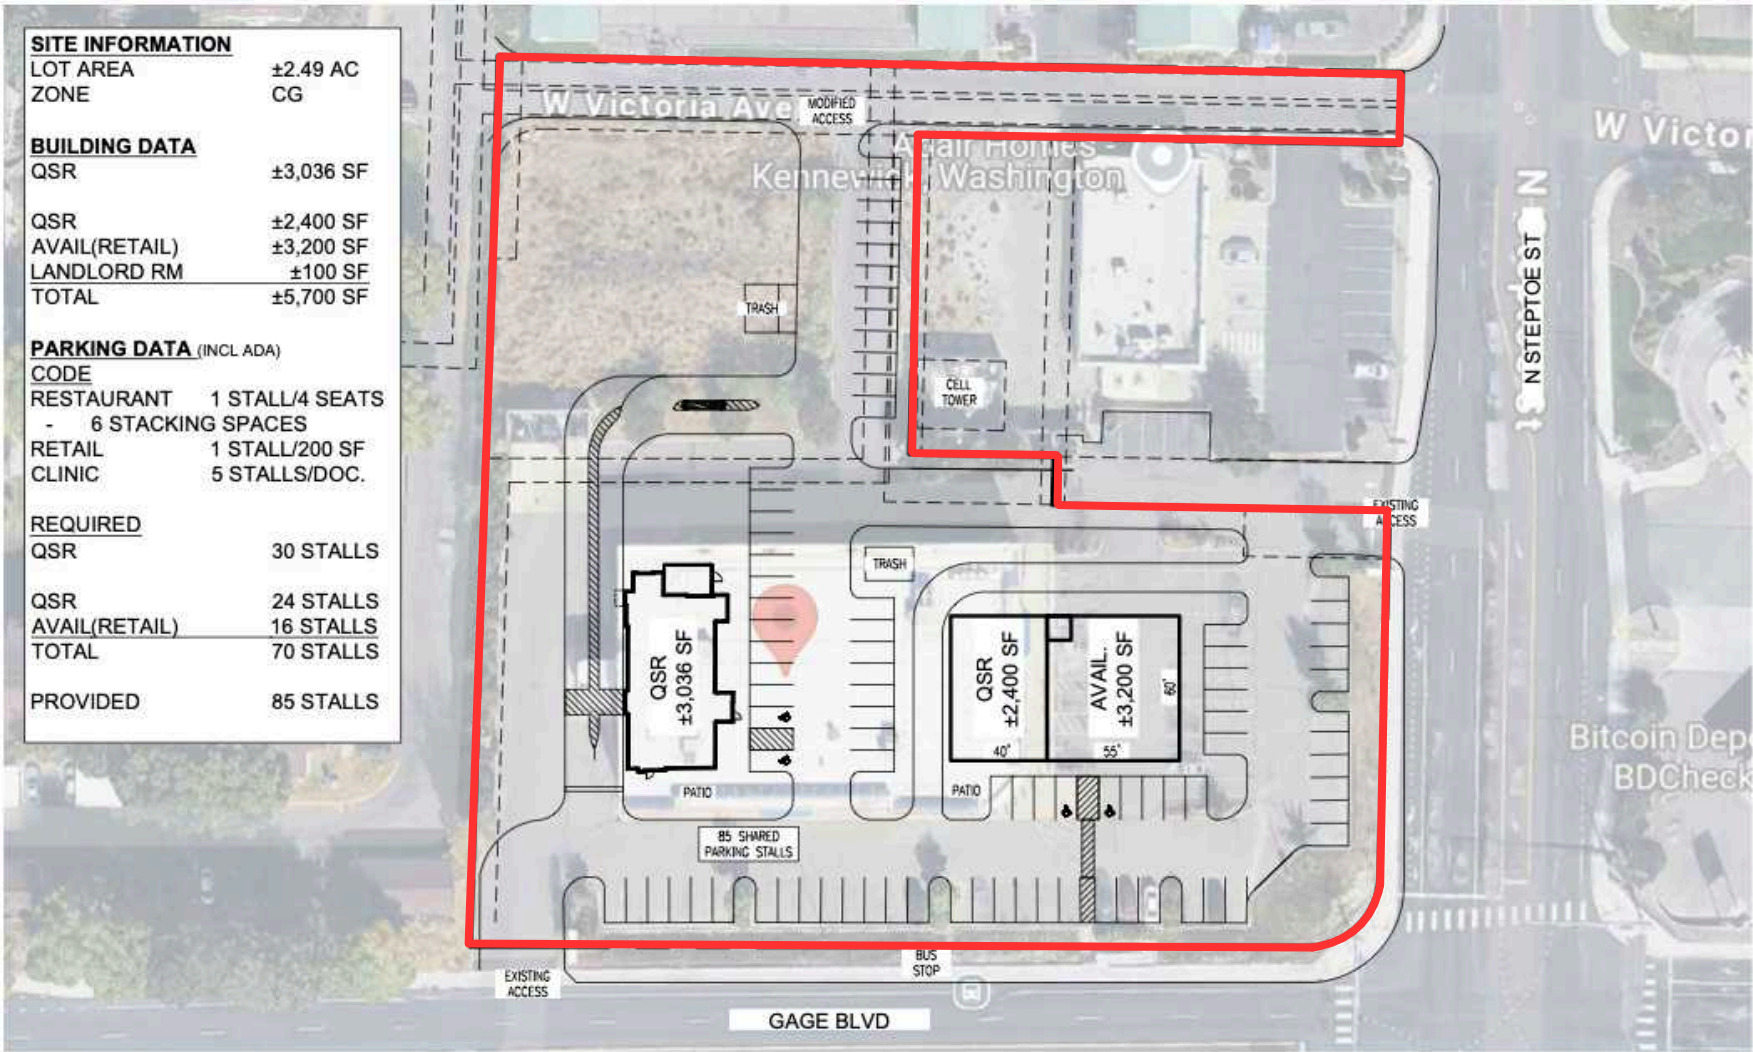 SITE INFORMATION
LOT AREA ±2.49 AC
ZONE CG
BUILDING DATA
QSR ±3,036 SF
QSR ±2,400 SF
AVAIL(RETAIL) ±3,200 SF
LANDLORD RM ±100 SF
TOTAL ±5,700 SF
PARKING DATA (INCL ADA)
CODE
RESTAURANT 1 STALL/4 SEATS
- 6 STACKING SPACES
RETAIL 1 STALL/200 SF
CLINIC 5 STALLS/DOC.
REQUIRED
QSR 30 STALLS
QSR 24 STALLS
AVAIL(RETAIL) 16 STALLS
TOTAL 70 STALLS
PROVIDED 85 STALLS
W Victoria Ave
MODIFIED
ACCESS
Adair Homes -
Kennewick, Washington
W Victor
N
N STEPTOE ST
TRASH
CELL
TOWER
EXISTING
ACCESS
TRASH
QSR
±3,036 SF
QSR
±2,400 SF
40'
AVAIL.
±3,200 SF
55'
60'
PATIO
PATIO
85 SHARED
PARKING STALLS
Bitcoin Depo
BDCheck
BUS
STOP
EXISTING
ACCESS
GAGE BLVD